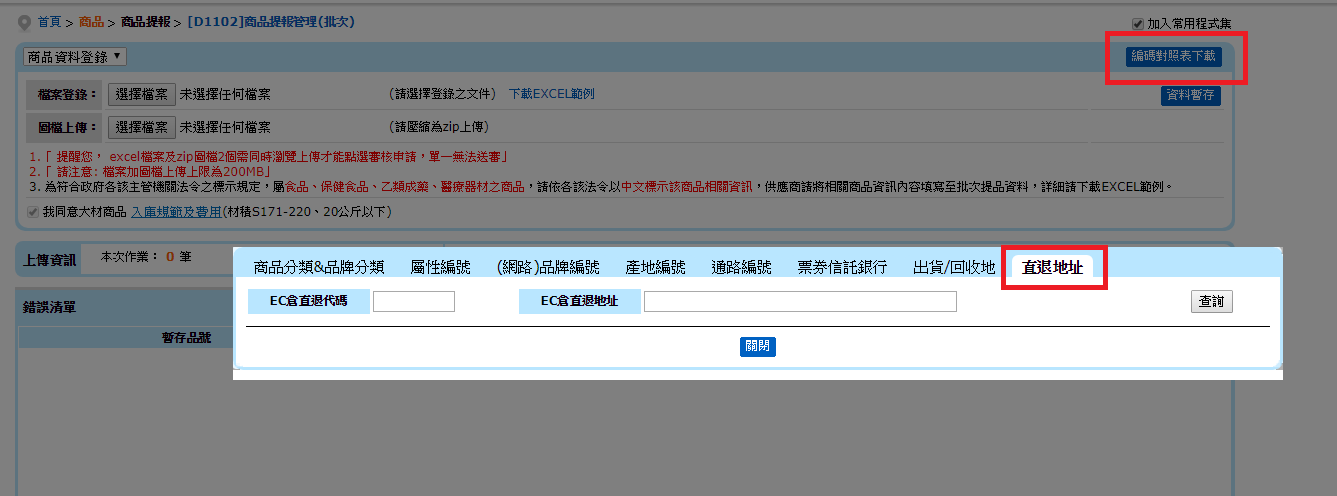 首頁 > 商品 > 商品提報 > [D1102]商品提報管理(批次)
加入常用程式集
商品資料登錄
編碼對照表下載
檔案登錄： 選擇檔案 未選擇任何檔案 (請選擇登錄之文件) 下載EXCEL範例
資料暫存
圖檔上傳： 選擇檔案 未選擇任何檔案 (請壓縮為zip上傳)
1.「 提醒您， excel檔案及zip圖檔2個需同時瀏覽上傳才能點選審核申請，單一無法送審」
2.「 請注意: 檔案加圖檔上傳上限為200MB」
3. 為符合政府各該主管機關法令之標示規定，屬食品、保健食品、乙類成藥、醫療器材之商品，請依各該法令以中文標示該商品相關資訊，供應商請將相關商品資訊內容填寫至批次提品資料，詳細請下載EXCEL範例。
我同意大材商品 入庫規範及費用(材積S171-220、20公斤以下)
上傳資訊 本次作業： 0 筆
商品分類&品牌分類 屬性編號 (網路)品牌編號 產地編號 通路編號 票券信託銀行 出貨/回收地 直退地址
EC倉直退代碼 EC倉直退地址 查詢
錯誤清單
暫存品號
關閉